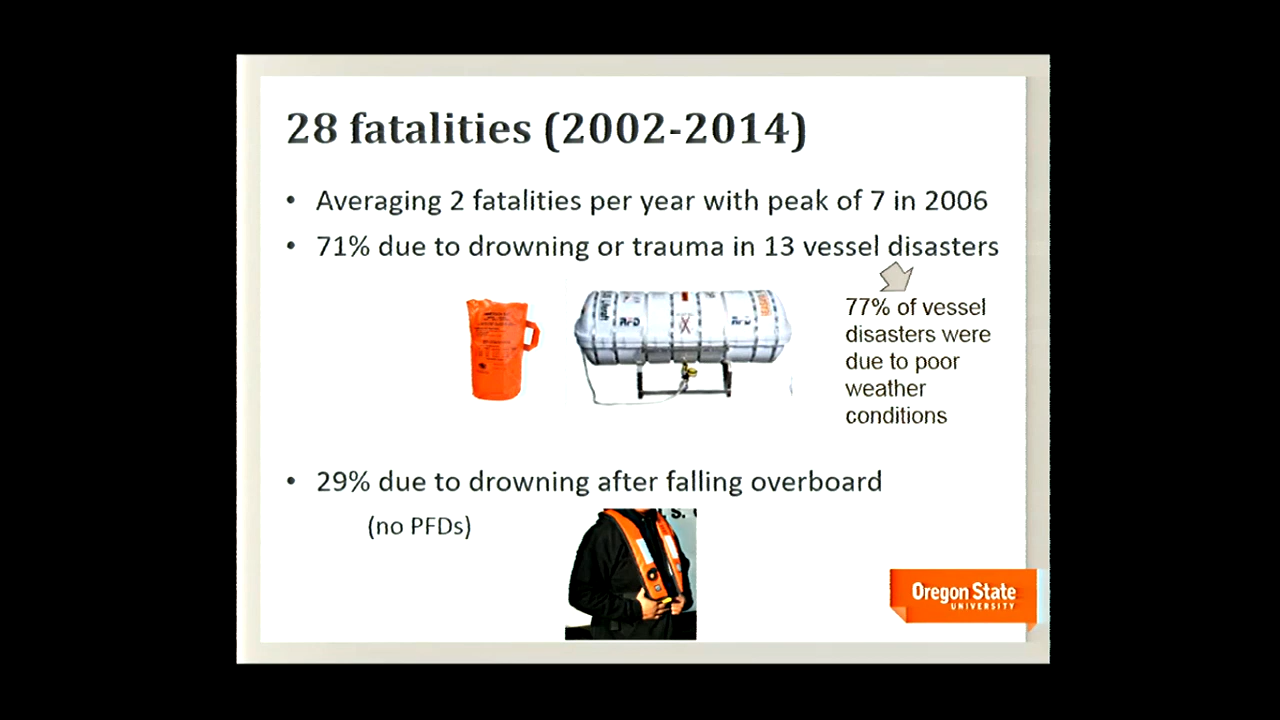 28 fatalities (2002-2014)
• Averaging 2 fatalities per year with peak of 7 in 2006
• 71% due to drowning or trauma in 13 vessel disasters
77% of vessel
disasters were
due to poor
weather
conditions
RFD
RFD
• 29% due to drowning after falling overboard
(no PFDs)
Oregon State
UNIVERSITY